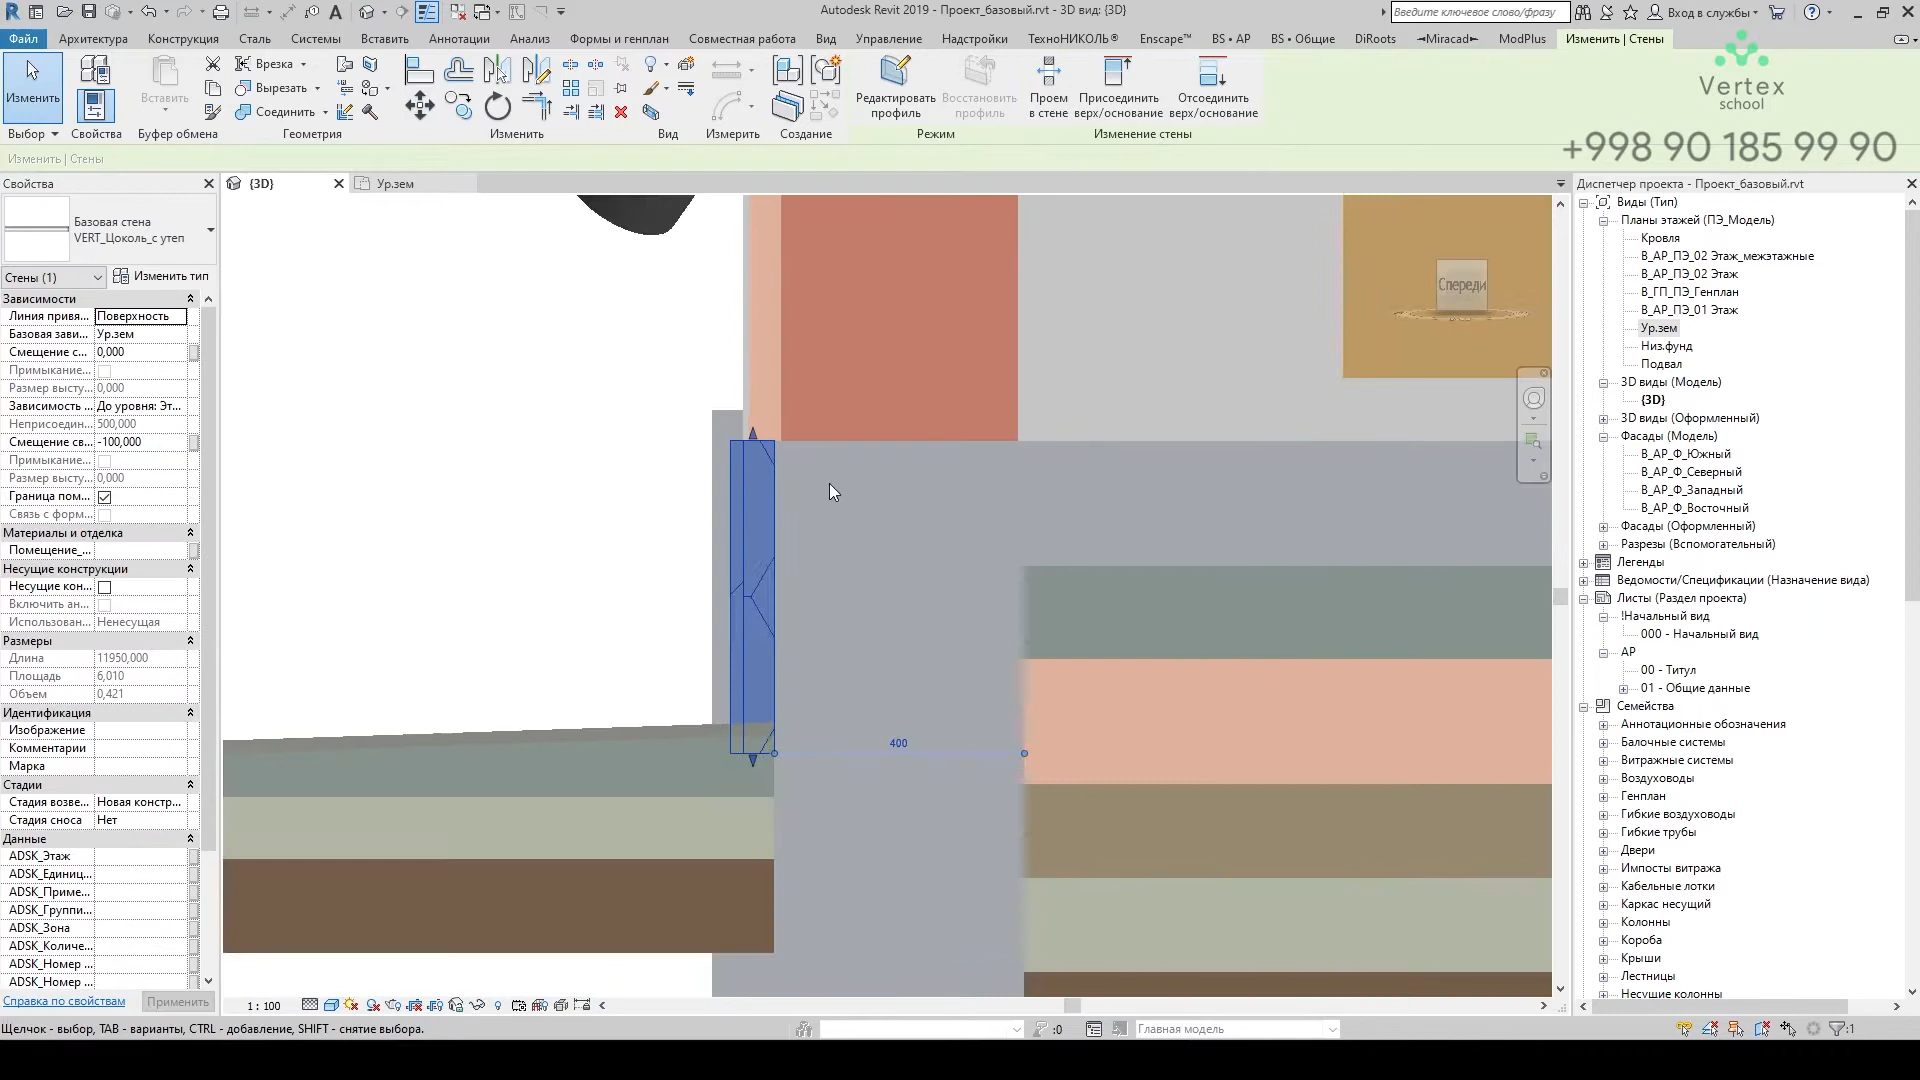 Autodesk Revit 2019 - Проект_базовый.rvt - 3D вид: {3D}
Введите ключевое слово/фразу
Вход в службы
Файл
Архитектура
Конструкция
Сталь
Системы
Вставить
Аннотации
Анализ
Формы и генплан
Совместная работа
Вид
Управление
Надстройки
ТехноНИКОЛЬ®
Enscape™
BS • АР
BS • Общие
DiRoots
◄Miracad►
ModPlus
Изменить | Стены
Изменить
Вставить
Врезка
Вырезать
Соединить
Редактировать профиль
Восстановить профиль
Проем в стене
Присоединить верх/основание
Отсоединить верх/основание
Выбор
Свойства
Буфер обмена
Геометрия
Изменить
Вид
Измерить
Создание
Режим
Изменение стены
Vertex
school
+998 90 185 99 90
Изменить | Стены
Свойства
{3D}
Ур.зем
Диспетчер проекта - Проект_базовый.rvt
Базовая стена
VERT_Цоколь_с утеп
Стены (1)
Изменить тип
Зависимости
Линия привя... Поверхность
Базовая зави... Ур.зем
Смещение с... 0,000
Примыкание...
Размер высту... 0,000
Зависимость ... До уровня: Эт...
Неприсоедин... 500,000
Смещение св... -100,000
Примыкание...
Размер высту... 0,000
Граница пом...
Связь с форм...
Материалы и отделка
Помещение_...
Несущие конструкции
Несущие кон...
Включить ан...
Использован... Ненесущая
Размеры
Длина 11950,000
Площадь 6,010
Объем 0,421
Идентификация
Изображение
Комментарии
Марка
Стадии
Стадия возве... Новая констр...
Стадия сноса Нет
Данные
ADSK_Этаж
ADSK_Единиц...
ADSK_Приме...
ADSK_Группи...
ADSK_Зона
ADSK_Количе...
ADSK_Номер ...
ADSK_Номер ...
Справка по свойствам
Применить
Спереди
400
1 : 100
Виды (Тип)
Планы этажей (ПЭ_Модель)
Кровля
В_АР_ПЭ_02 Этаж_межэтажные
В_АР_ПЭ_02 Этаж
В_ГП_ПЭ_Генплан
В_АР_ПЭ_01 Этаж
Ур.зем
Низ.фунд
Подвал
3D виды (Модель)
{3D}
3D виды (Оформленный)
Фасады (Модель)
В_АР_Ф_Южный
В_АР_Ф_Северный
В_АР_Ф_Западный
В_АР_Ф_Восточный
Фасады (Оформленный)
Разрезы (Вспомогательный)
Легенды
Ведомости/Спецификации (Назначение вида)
Листы (Раздел проекта)
!Начальный вид
000 - Начальный вид
АР
00 - Титул
01 - Общие данные
Семейства
Аннотационные обозначения
Балочные системы
Витражные системы
Воздуховоды
Генплан
Гибкие воздуховоды
Гибкие трубы
Двери
Импосты витража
Кабельные лотки
Каркас несущий
Колонны
Короба
Крыши
Лестницы
Несущие колонны
Щелчок - выбор, TAB - варианты, CTRL - добавление, SHIFT - снятие выбора.
:0
Главная модель
:1